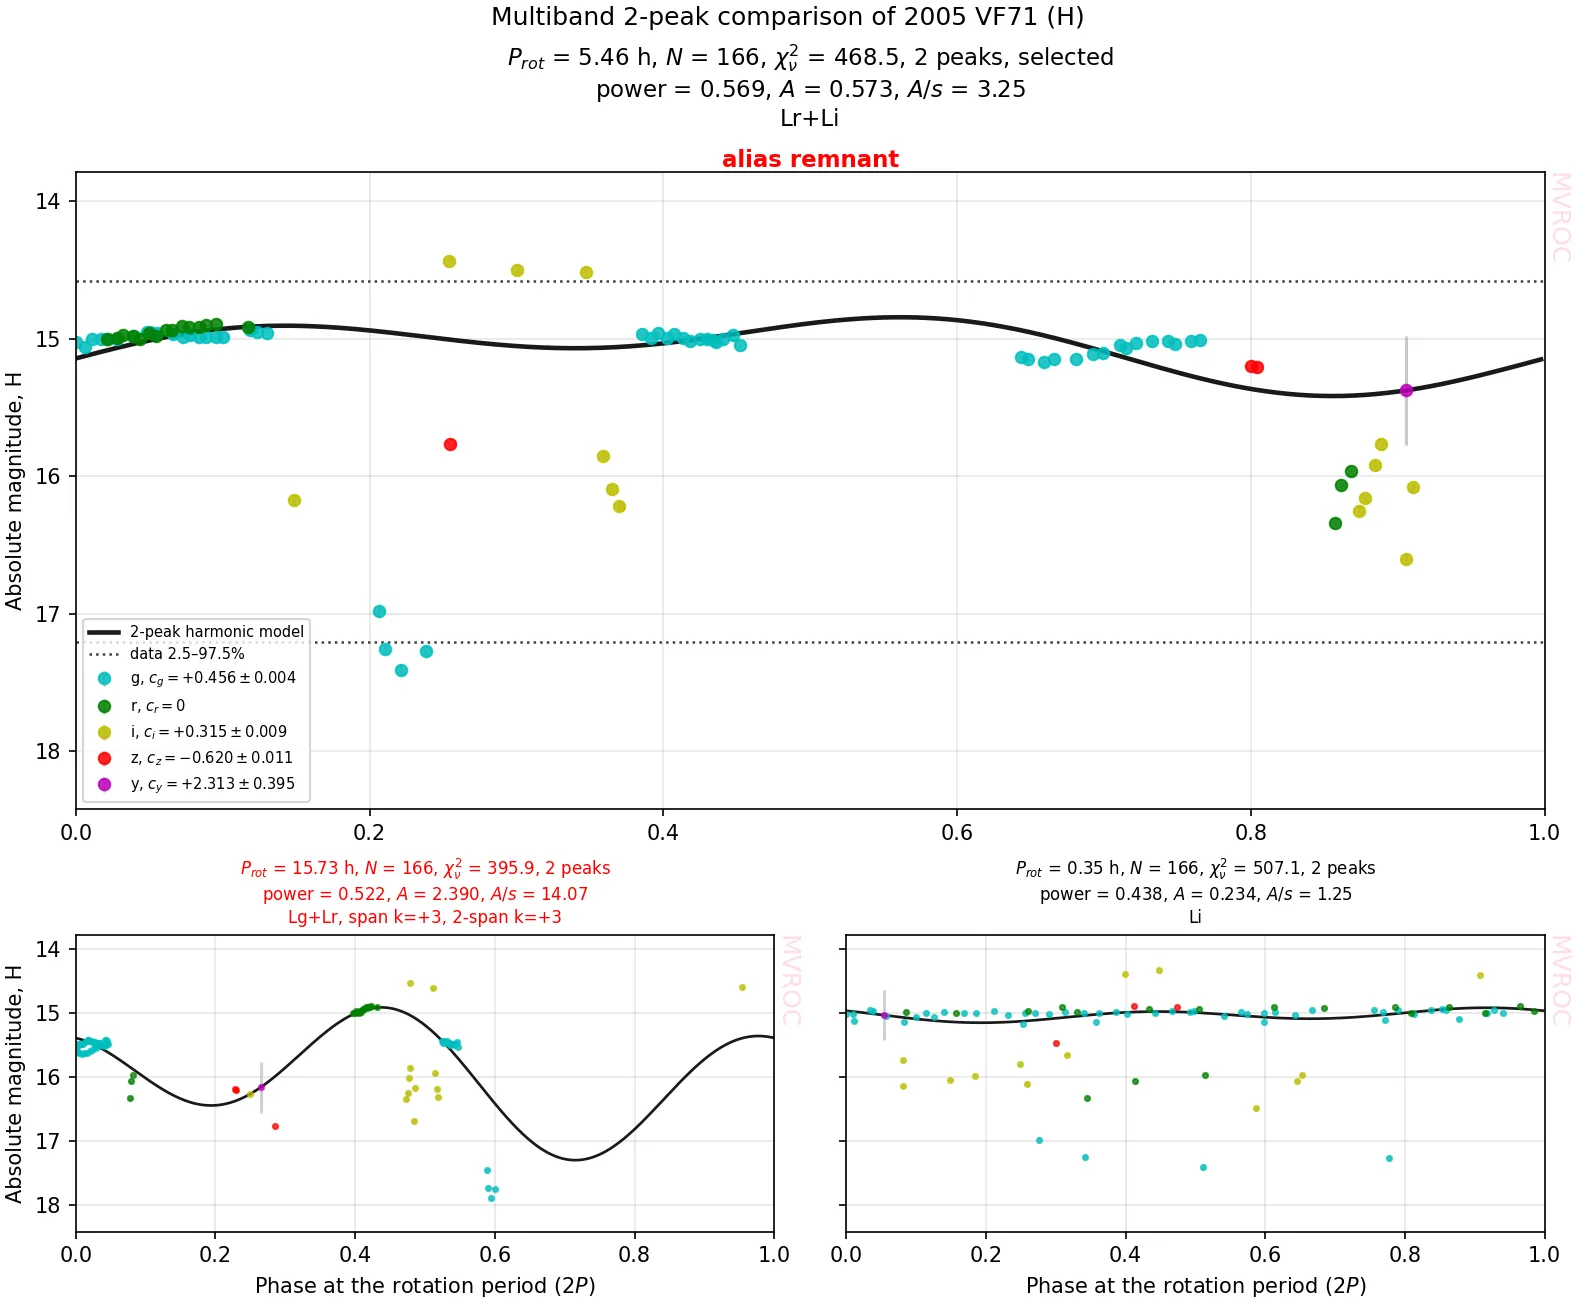 Multiband 2-peak comparison of 2005 VF71 (H)
P_rot = 5.46 h, N = 166, χ²_ν = 468.5, 2 peaks, selected
power = 0.569, A = 0.573, A/s = 3.25
Lr+Li
alias remnant
MVROC
Absolute magnitude, H
14
15
16
17
18
2-peak harmonic model
data 2.5–97.5%
g, c_g = +0.456 ± 0.004
r, c_r = 0
i, c_i = +0.315 ± 0.009
z, c_z = −0.620 ± 0.011
y, c_y = +2.313 ± 0.395
0.0 0.2 0.4 0.6 0.8 1.0
P_rot = 15.73 h, N = 166, χ²_ν = 395.9, 2 peaks
power = 0.522, A = 2.390, A/s = 14.07
Lg+Lr, span k=+3, 2-span k=+3
MVROC
Absolute magnitude, H
14
15
16
17
18
0.0 0.2 0.4 0.6 0.8 1.0
Phase at the rotation period (2P)
P_rot = 0.35 h, N = 166, χ²_ν = 507.1, 2 peaks
power = 0.438, A = 0.234, A/s = 1.25
Li
MVROC
0.0 0.2 0.4 0.6 0.8 1.0
Phase at the rotation period (2P)